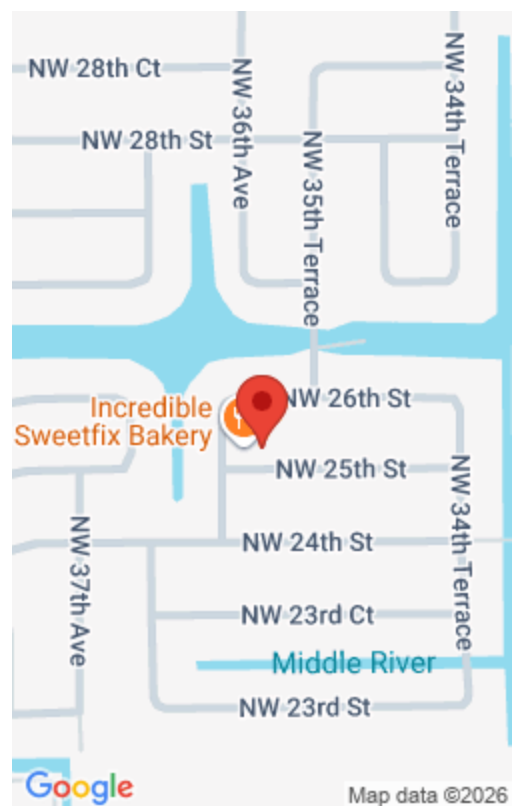 NW 28th Ct
NW 34th Terrace
NW 36th Ave
NW 28th St
NW 35th Terrace
Incredible
Sweetfix Bakery
NW 26th St
NW 25th St
NW 34th Terrace
NW 37th Ave
NW 24th St
NW 23rd Ct
Middle River
NW 23rd St
Google
Map data ©2026